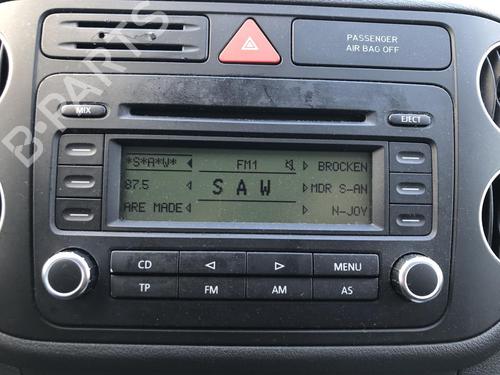 PASSENGER
AIR BAG OFF
MIX
EJECT
*S*A*W* FM1 BROCKEN
87.5 S A W MDR S-AN
ARE MADE N-JOY
CD MENU
TP FM AM AS
B-PARTS